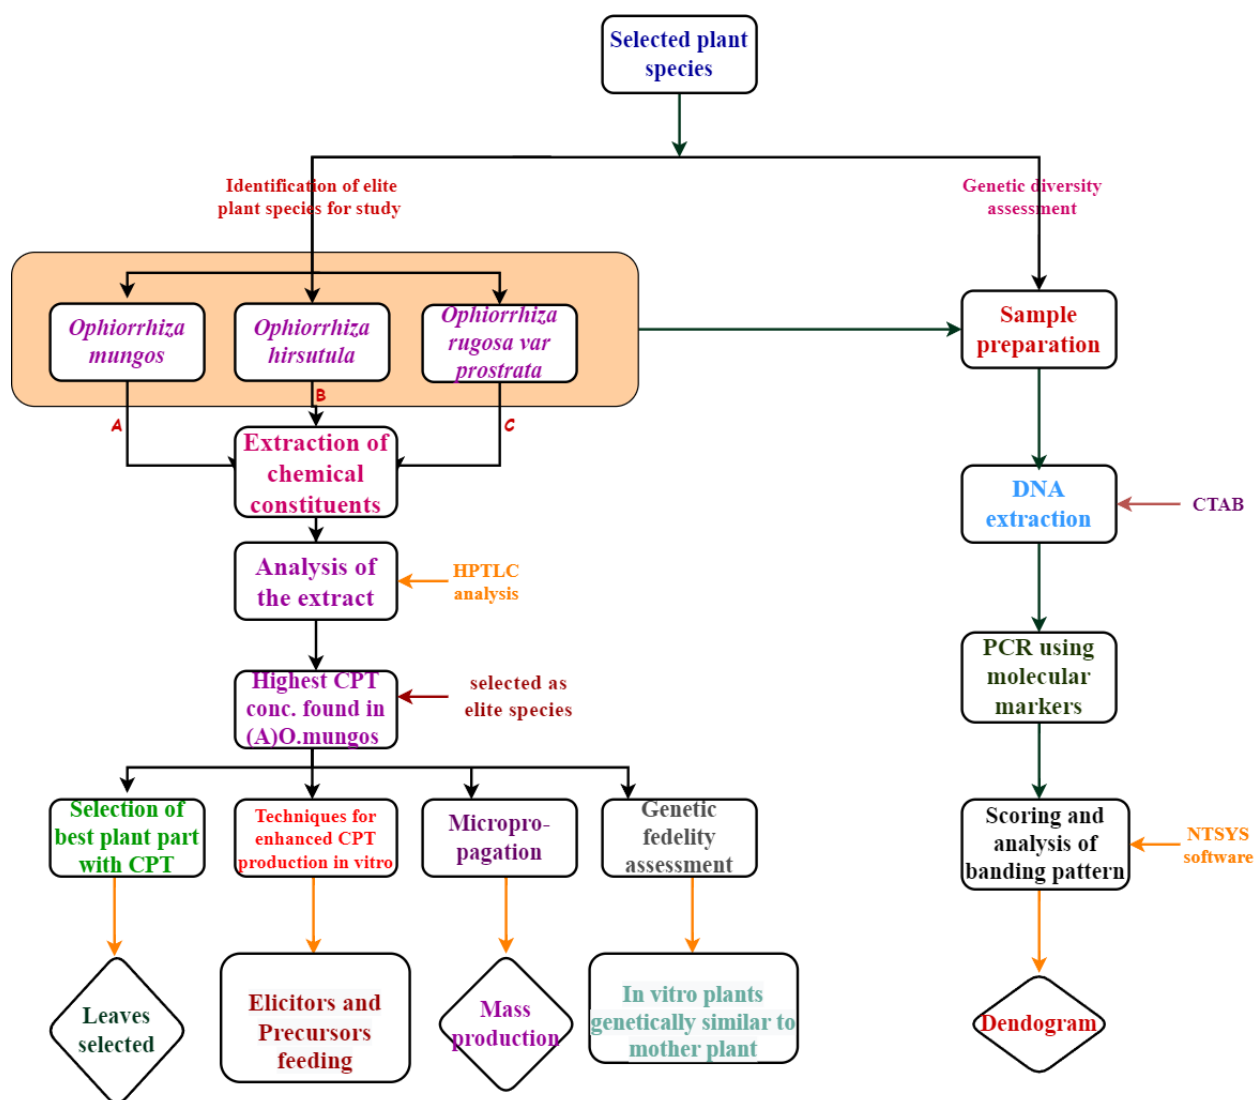 Selected plant
species
Identification of elite
plant species for study
Genetic diversity
assessment
Ophiorrhiza
mungos
Ophiorrhiza
hirsutula
Ophiorrhiza
rugosa var
prostrata
Sample
preparation
A
B
C
Extraction of
chemical
constituents
DNA
extraction
CTAB
Analysis of
the extract
HPTLC
analysis
PCR using
molecular
markers
Highest CPT
conc. found in
(A)O.mungos
selected as
elite species
Selection of
best plant part
with CPT
Techniques for
enhanced CPT
production in vitro
Micropro-
pagation
Genetic
fedelity
assessment
Scoring and
analysis of
banding pattern
NTSYS
software
Leaves
selected
Elicitors and
Precursors
feeding
Mass
production
In vitro plants
genetically similar to
mother plant
Dendogram